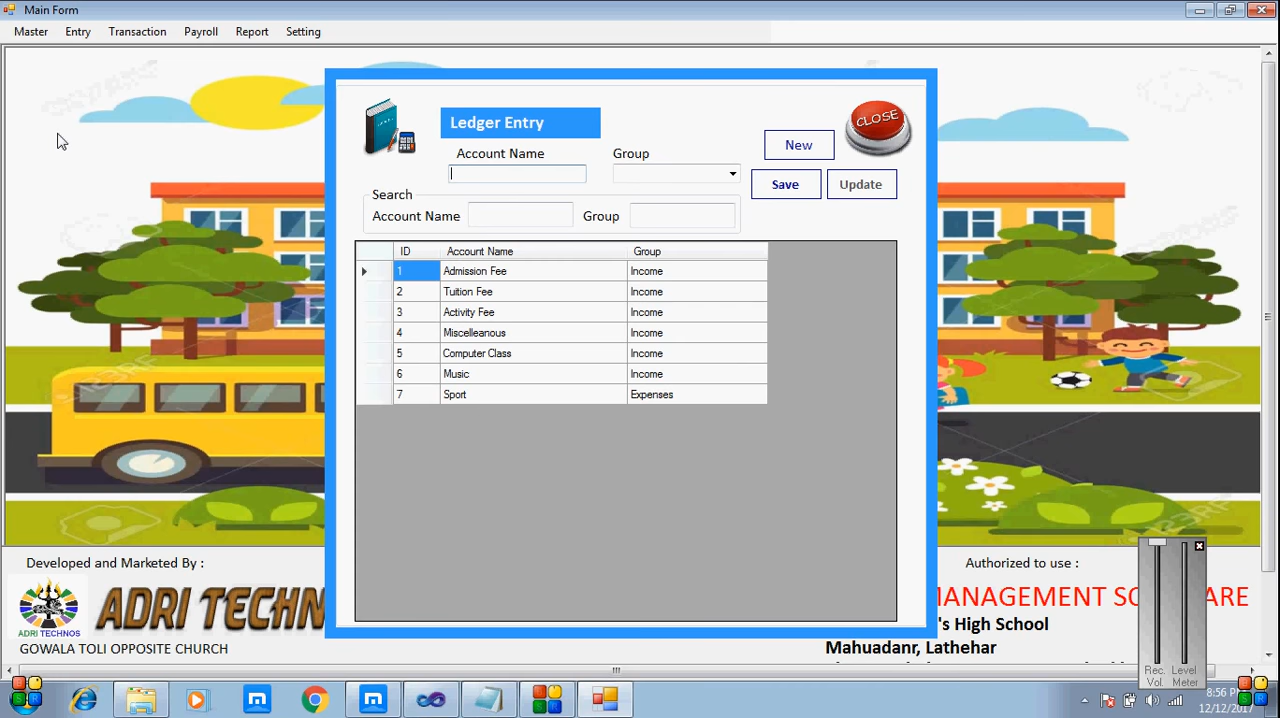 Main Form
Master Entry Transaction Payroll Report Setting
Ledger Entry
CLOSE
Account Name Group
New
Save Update
Search
Account Name Group
ID Account Name Group
1 Admission Fee Income
2 Tuition Fee Income
3 Activity Fee Income
4 Miscelleanous Income
5 Computer Class Income
6 Music Income
7 Sport Expenses
Developed and Marketed By :
ADRI TECHN
ADRI TECHNOS
GOWALA TOLI OPPOSITE CHURCH
Authorized to use :
MANAGEMENT SO ARE
's High School
Mahuadanr, Lathehar
Rec. Vol.
Level Meter
8:56 P
12/12/2017